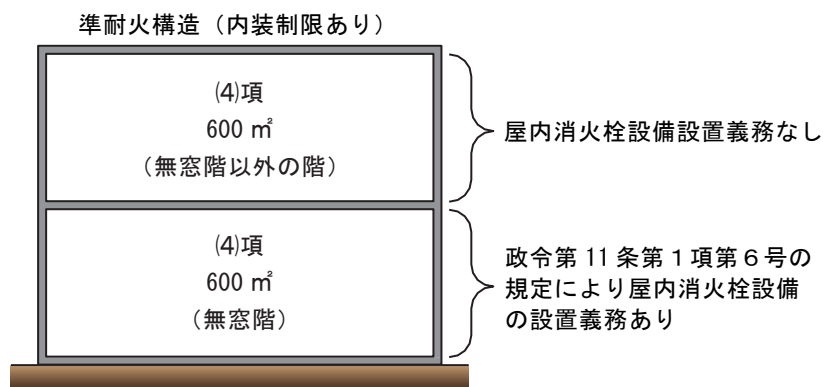 準耐火構造（内装制限あり）
⑷項
600 ㎡
（無窓階以外の階）
屋内消火栓設備設置義務なし
⑷項
600 ㎡
（無窓階）
政令第 11 条第１項第６号の
規定により屋内消火栓設備
の設置義務あり